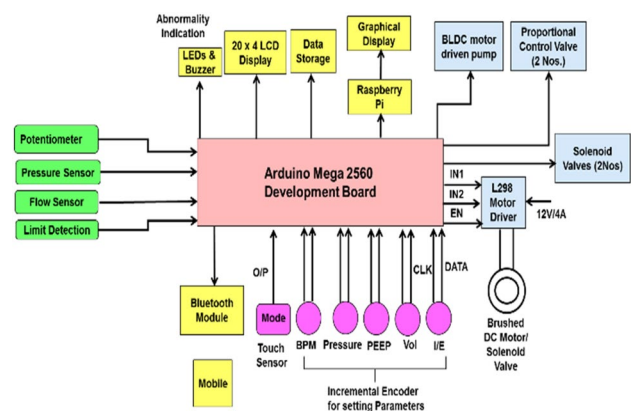 Abnormality
Indication
LEDs &
Buzzer
20 x 4 LCD
Display
Data
Storage
Graphical
Display
Raspberry
Pi
BLDC motor
driven pump
Proportional
Control Valve
(2 Nos.)
Potentiometer
Pressure Sensor
Flow Sensor
Limit Detection
Arduino Mega 2560
Development Board
Solenoid
Valves (2Nos)
IN1
IN2
EN
L298
Motor
Driver
12V/4A
Brushed
DC Motor/
Solenoid
Valve
Bluetooth
Module
Mobile
O/P
Mode
Touch
Sensor
CLK
DATA
BPM
Pressure
PEEP
Vol
I/E
Incremental Encoder
for setting Parameters